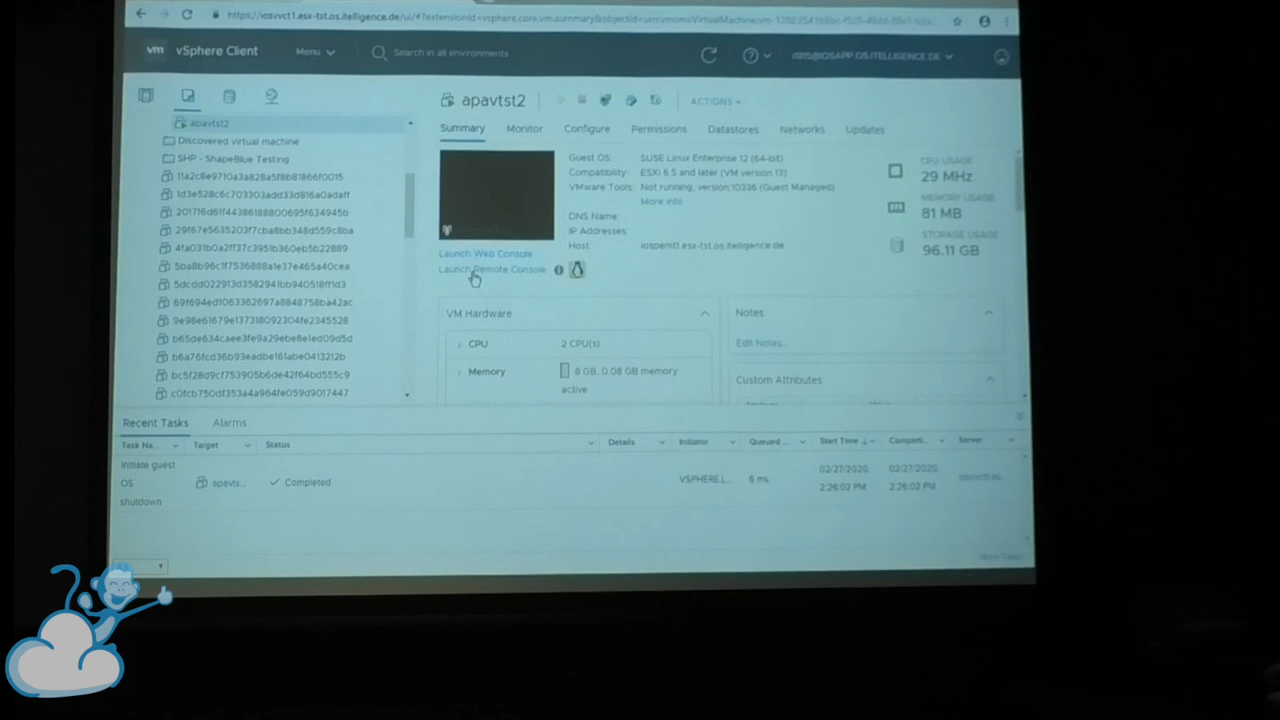 vm vSphere Client Menu Search in all environments
apavtst2 ACTIONS
Summary Monitor Configure Permissions Datastores Networks Updates
apavtst2
Discovered virtual machine
SHP - ShapeBlue Testing
11a2c8e9710a3a828a5f8b81866f0015
1d3e528c6c703303add33d816a0adaff
2017f6d61f44386188800695f634945b
29f67e5635203f7cba8bb348d559c8ba
4fa031b0a2ff37c3951b360eb5b22889
5ba8b96c1f7536888a1e37e465a40cea
5dcdd022913d3582941bb940518ff1d3
69f694ed1063362697a8848758ba42ac
9e98e61679e137318092304fe2345528
b65de634caee3fe9a29ebe8e1ed09d5d
b6a76fcd36b93eadbe161abe0413212b
bc5f28d9cf753905b6de42f64bd555c9
c0fcb750df353a4a964fe059d9017447
Guest OS: SUSE Linux Enterprise 12 (64-bit)
Compatibility: ESXi 6.5 and later (VM version 13)
VMware Tools: Not running, version:10336 (Guest Managed)
More info
DNS Name:
IP Addresses:
Host: iospemt1.esx-tst.os.itelligence.de
CPU USAGE
29 MHz
MEMORY USAGE
81 MB
STORAGE USAGE
96.11 GB
Launch Web Console
Launch Remote Console
VM Hardware
CPU 2 CPU(s)
Memory 8 GB, 0.08 GB memory
active
Notes
Edit Notes...
Custom Attributes
Recent Tasks Alarms
Task Na... Target Status Details Initiator Queued ... Start Time Completi... Server
Initiate guest
OS
shutdown
apavts... Completed VSPHERE.L... 6 ms
02/27/2020, 2:26:02 PM
02/27/2020, 2:26:02 PM